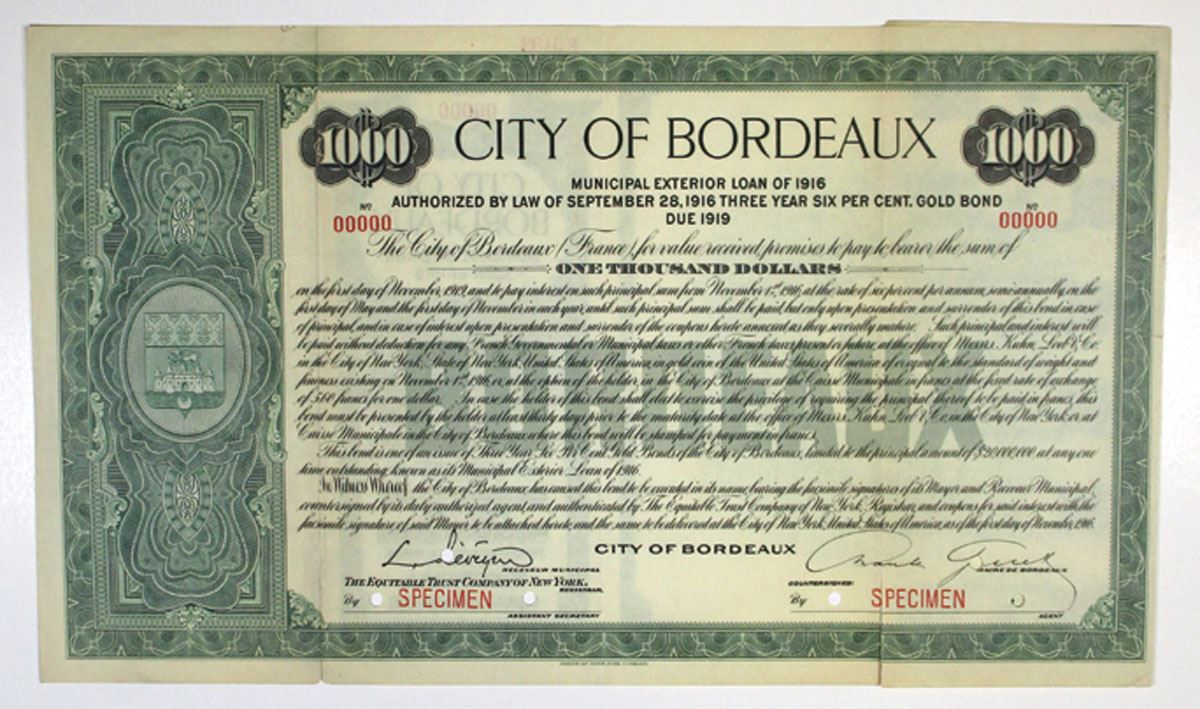 $1000 CITY OF BORDEAUX $1000
MUNICIPAL EXTERIOR LOAN OF 1916
AUTHORIZED BY LAW OF SEPTEMBER 28, 1916 THREE YEAR SIX PER CENT. GOLD BOND
DUE 1919
No No
00000 00000
The City of Bordeaux (France), for value received, promises to pay to bearer, the sum of
ONE THOUSAND DOLLARS
on the first day of November, 1919, and to pay interest on such principal sum from November 1st, 1916, at the rate of six per cent per annum, semi-annually, on the
first day of May and the first day of November in each year, until such principal sum shall be paid, but only upon presentation and surrender of this bond in case
of principal, and in case of interest upon presentation and surrender of the coupons hereto annexed as they severally mature. Such principal and interest will
be paid without deduction for any French Governmental or Municipal taxes or other French taxes present or future, at the office of Messrs. Kuhn, Loeb & Co.
in the City of New York, State of New York, United States of America, in gold coin of the United States of America of or equal to the standard of weight and
fineness existing on November 1st, 1916, or, at the option of the holder, in the City of Bordeaux at the Caisse Municipale in francs at the fixed rate of exchange
of 5.60 francs for one dollar. In case the holder of this bond shall elect to exercise the privilege of requiring the principal thereof to be paid in francs, this
bond must be presented by the holder at least thirty days prior to the maturity date at the office of Messrs. Kuhn, Loeb & Co., in the City of New York, or at
Caisse Municipale in the City of Bordeaux where this bond will be stamped for payment in francs.
This bond is one of an issue of Three Year Six Per Cent Gold Bonds of the City of Bordeaux, limited to the principal amount of $20,000,000 at any one
time outstanding, known as its Municipal Exterior Loan of 1916.
In Witness Whereof the City of Bordeaux has caused this bond to be executed in its name, bearing the facsimile signatures of its Mayor and Receveur Municipal,
countersigned by its duly authorized agent, and authenticated by The Equitable Trust Company of New York, Registrar, and coupons for said interest with the
facsimile signature of said Mayor to be attached hereto, and the same to be delivered at the City of New York, United States of America, as of the first day of November, 1916.
CITY OF BORDEAUX
RECEVEUR MUNICIPAL MAIRE DE BORDEAUX
THE EQUITABLE TRUST COMPANY OF NEW YORK, COUNTERSIGNED:
REGISTRAR,
By SPECIMEN By SPECIMEN
ASSISTANT SECRETARY AGENT